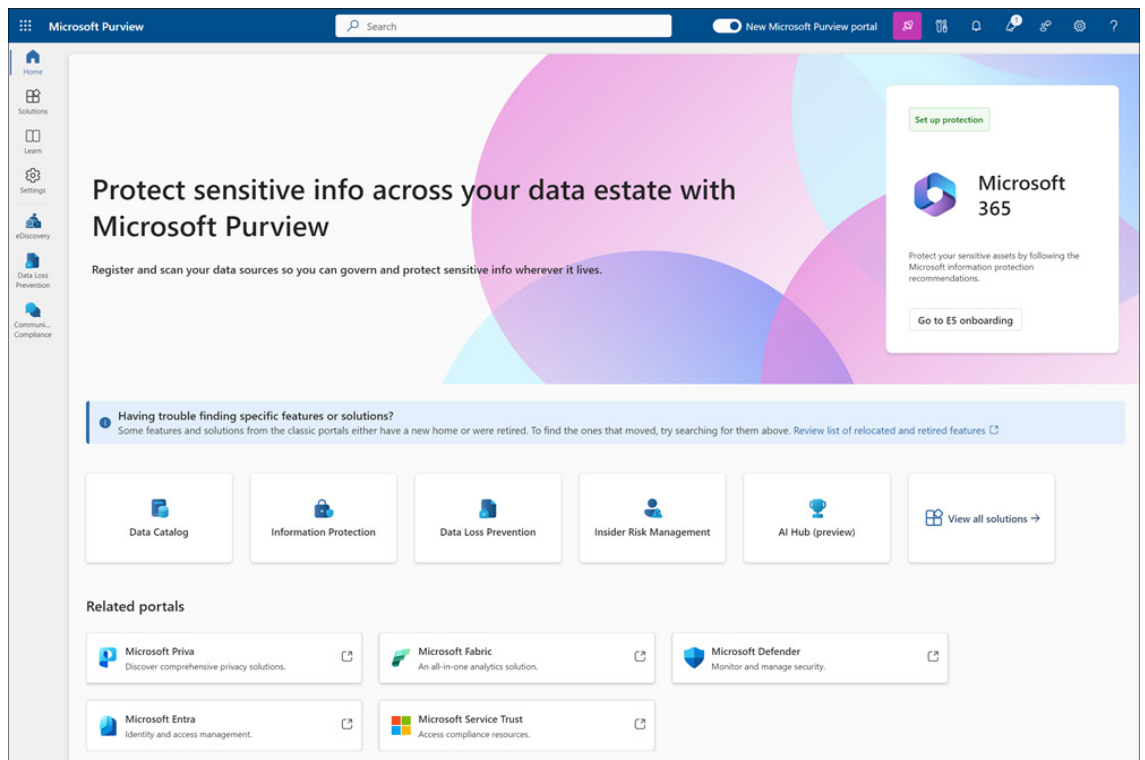 Microsoft Purview
Search
New Microsoft Purview portal
1
?
Home
Solutions
Learn
Settings
eDiscovery
Data Loss
Prevention
Communi...
Compliance
Protect sensitive info across your data estate with
Microsoft Purview
Register and scan your data sources so you can govern and protect sensitive info wherever it lives.
Set up protection
Microsoft
365
Protect your sensitive assets by following the
Microsoft information protection
recommendations.
Go to E5 onboarding
Having trouble finding specific features or solutions?
Some features and solutions from the classic portals either have a new home or were retired. To find the ones that moved, try searching for them above. Review list of relocated and retired features
Data Catalog
Information Protection
Data Loss Prevention
Insider Risk Management
AI Hub (preview)
View all solutions →
Related portals
Microsoft Priva
Discover comprehensive privacy solutions.
Microsoft Fabric
An all-in-one analytics solution.
Microsoft Defender
Monitor and manage security.
Microsoft Entra
Identity and access management.
Microsoft Service Trust
Access compliance resources.